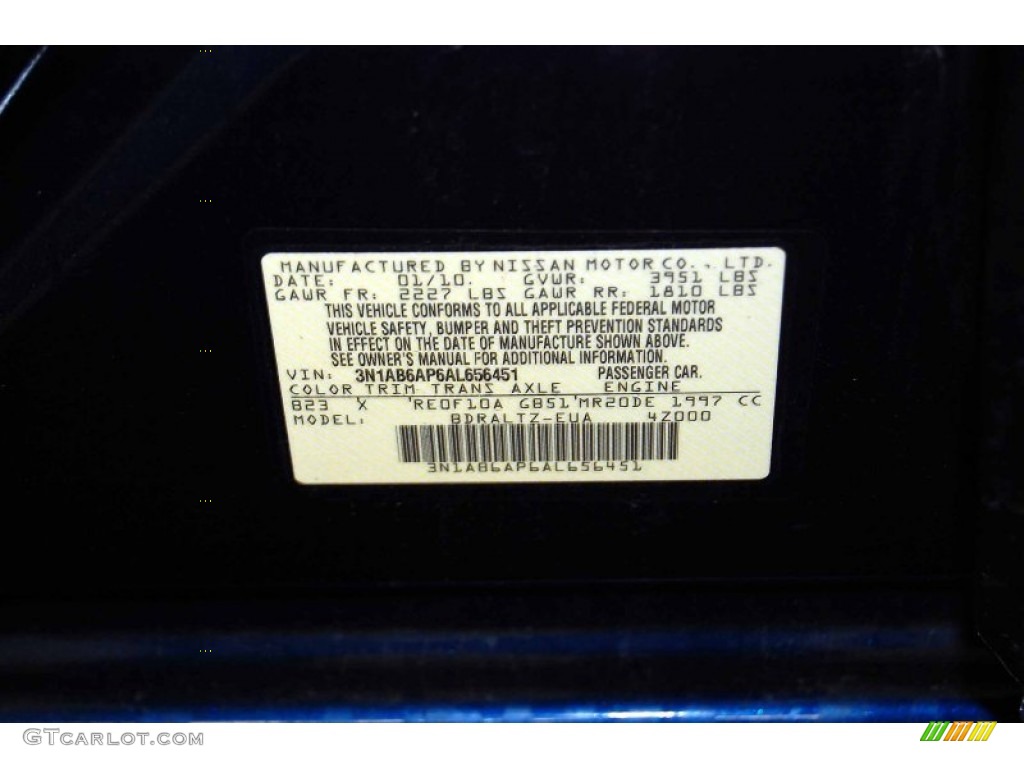 MANUFACTURED BY NISSAN MOTOR CO., LTD.
DATE: 01/10. GVWR: 3951 LBS
GAWR FR: 2227 LBS GAWR RR: 1810 LBS
THIS VEHICLE CONFORMS TO ALL APPLICABLE FEDERAL MOTOR
VEHICLE SAFETY, BUMPER AND THEFT PREVENTION STANDARDS
IN EFFECT ON THE DATE OF MANUFACTURE SHOWN ABOVE.
SEE OWNER'S MANUAL FOR ADDITIONAL INFORMATION.
VIN: 3N1AB6AP6AL656451 PASSENGER CAR.
COLOR TRIM TRANS AXLE ENGINE
823 X 'RE0F10A GB51'MR20DE 1997 CC
MODEL: BDRALTZ-EUA 4Z000
3N1AB6AP6AL656451
GTCarlot.com